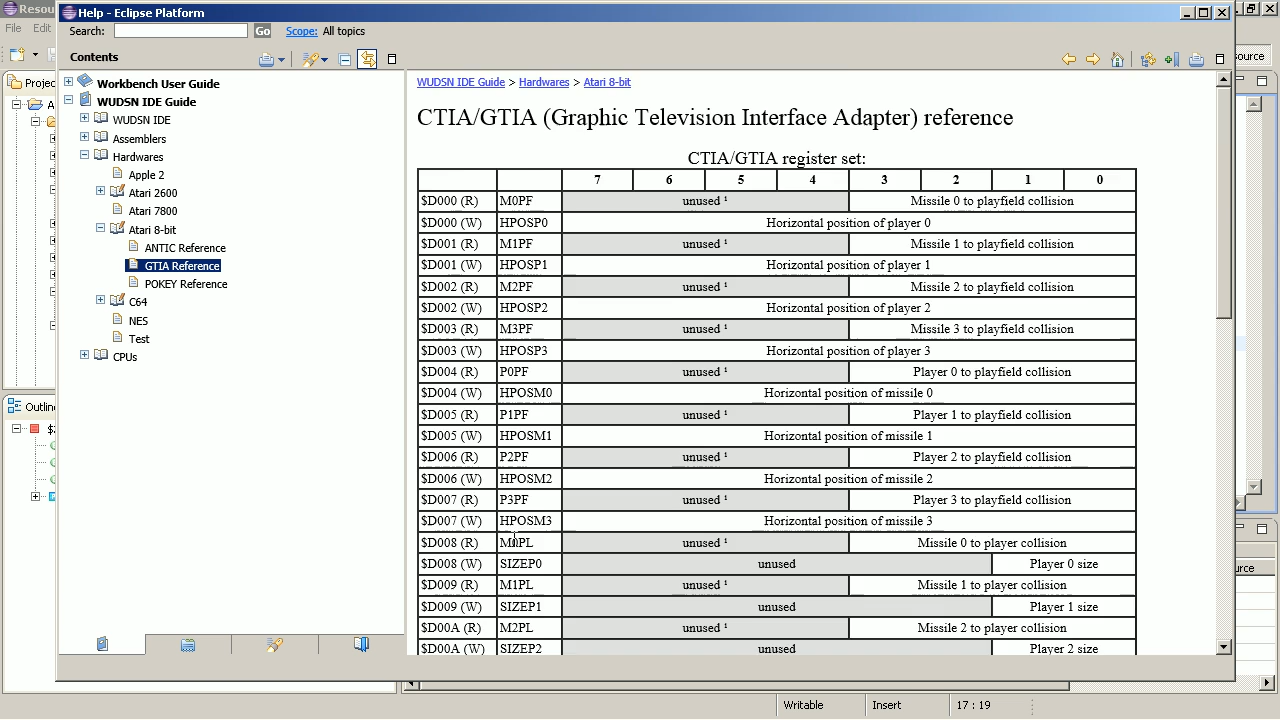 Resou
Help - Eclipse Platform
File Edit
Search: Go Scope: All topics
Contents
Projec
ource
Workbench User Guide
WUDSN IDE Guide
WUDSN IDE
Assemblers
Hardwares
Apple 2
Atari 2600
Atari 7800
Atari 8-bit
ANTIC Reference
GTIA Reference
POKEY Reference
C64
NES
Test
CPUs
Outline
WUDSN IDE Guide > Hardwares > Atari 8-bit
CTIA/GTIA (Graphic Television Interface Adapter) reference
CTIA/GTIA register set:
7 6 5 4 3 2 1 0
$D000 (R) M0PF unused ¹ Missile 0 to playfield collision
$D000 (W) HPOSP0 Horizontal position of player 0
$D001 (R) M1PF unused ¹ Missile 1 to playfield collision
$D001 (W) HPOSP1 Horizontal position of player 1
$D002 (R) M2PF unused ¹ Missile 2 to playfield collision
$D002 (W) HPOSP2 Horizontal position of player 2
$D003 (R) M3PF unused ¹ Missile 3 to playfield collision
$D003 (W) HPOSP3 Horizontal position of player 3
$D004 (R) P0PF unused ¹ Player 0 to playfield collision
$D004 (W) HPOSM0 Horizontal position of missile 0
$D005 (R) P1PF unused ¹ Player 1 to playfield collision
$D005 (W) HPOSM1 Horizontal position of missile 1
$D006 (R) P2PF unused ¹ Player 2 to playfield collision
$D006 (W) HPOSM2 Horizontal position of missile 2
$D007 (R) P3PF unused ¹ Player 3 to playfield collision
$D007 (W) HPOSM3 Horizontal position of missile 3
$D008 (R) M0PL unused ¹ Missile 0 to player collision
$D008 (W) SIZEP0 unused Player 0 size
$D009 (R) M1PL unused ¹ Missile 1 to player collision
$D009 (W) SIZEP1 unused Player 1 size
$D00A (R) M2PL unused ¹ Missile 2 to player collision
$D00A (W) SIZEP2 unused Player 2 size
ource
Writable Insert 17 : 19